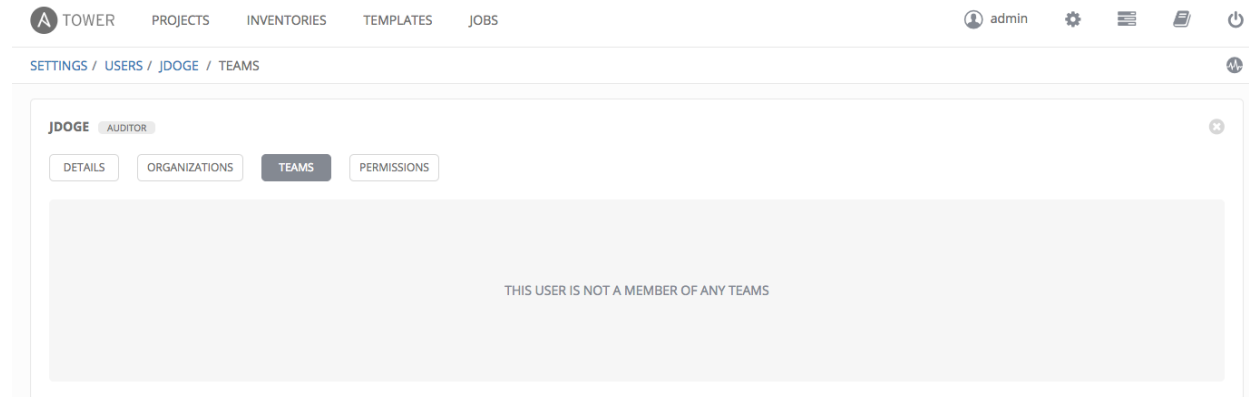 A TOWER PROJECTS INVENTORIES TEMPLATES JOBS admin
SETTINGS / USERS / JDOGE / TEAMS
JDOGE AUDITOR
DETAILS ORGANIZATIONS TEAMS PERMISSIONS
THIS USER IS NOT A MEMBER OF ANY TEAMS